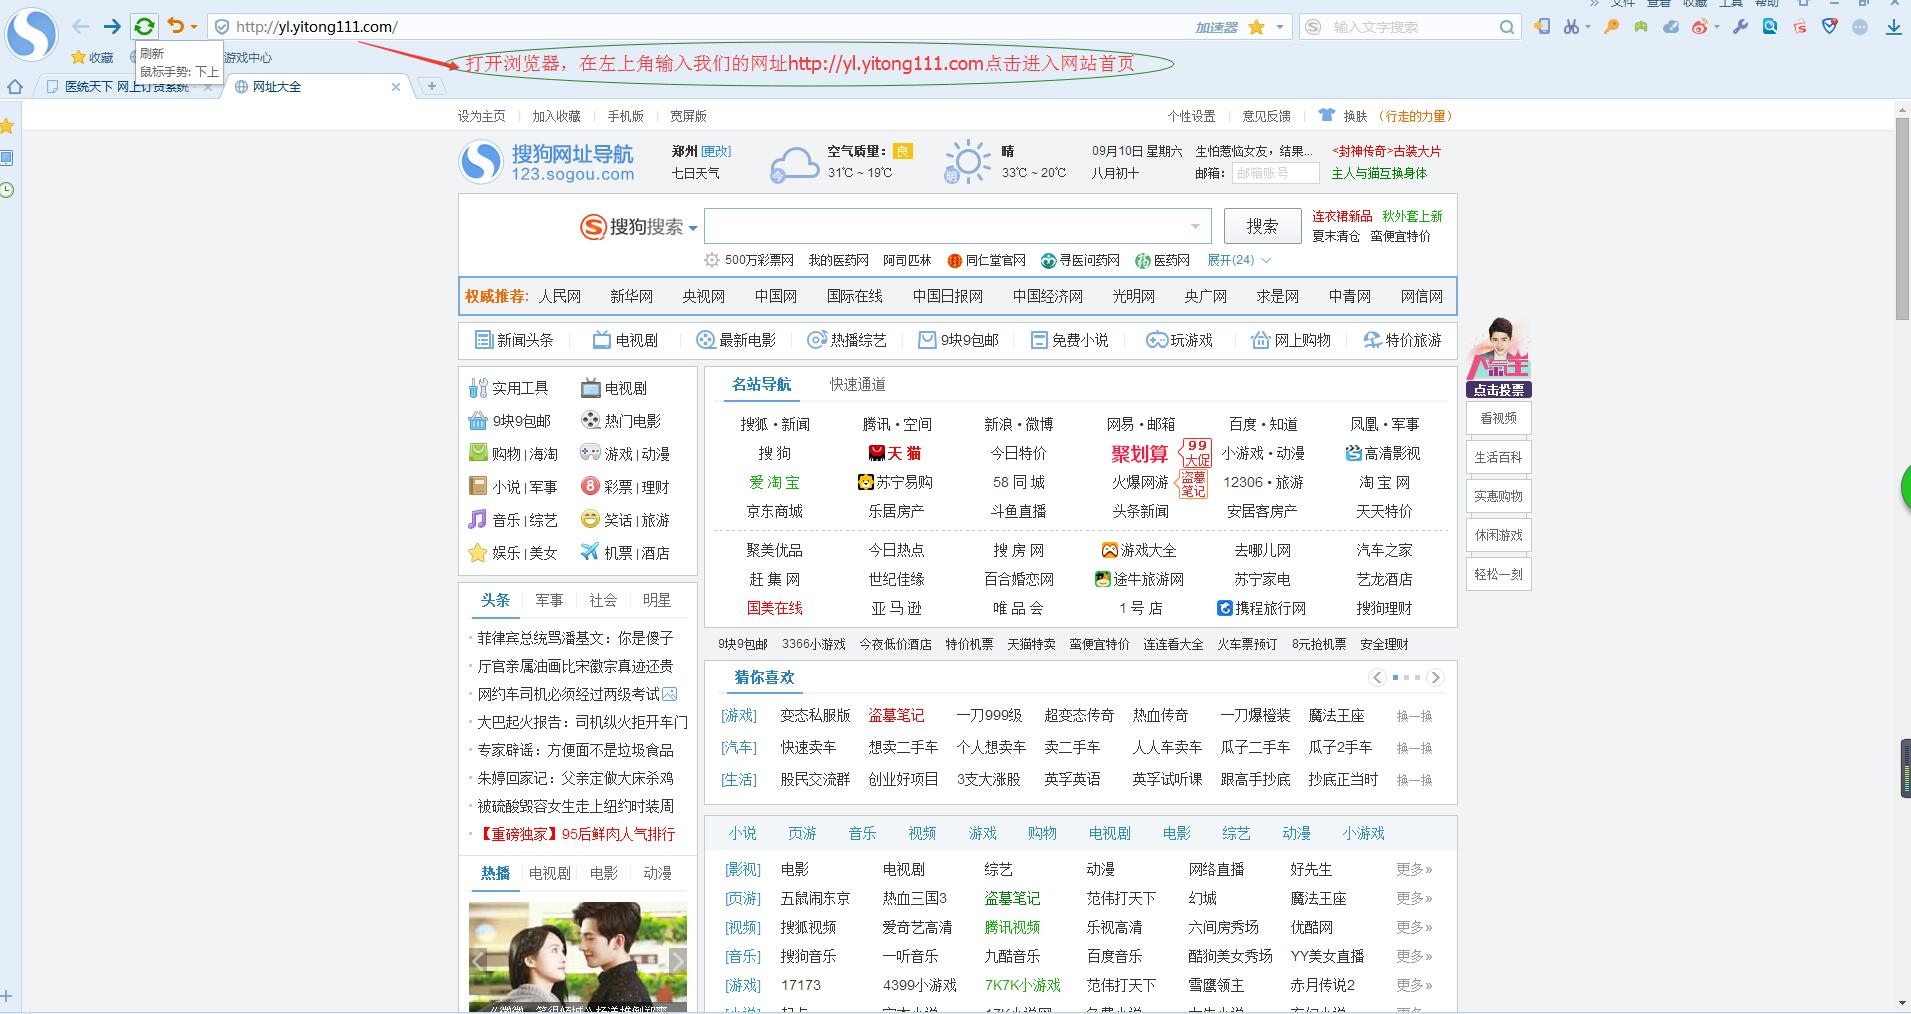 文件 查看 收藏 工具 帮助
http://yl.yitong111.com/
加速器
输入文字搜索
收藏
刷新
游戏中心
鼠标手势: 下上
打开浏览器，在左上角输入我们的网址http://yl.yitong111.com点击进入网站首页
医统天下 网上订货系统
网址大全
设为主页 加入收藏 手机版 宽屏版
个性设置 意见反馈 换肤 （行走的力量）
搜狗网址导航
123.sogou.com
郑州 [更改]
七日天气
今
空气质量：良
31℃ ~ 19℃
明
晴
33℃ ~ 20℃
09月10日 星期六
八月初十
生怕惹恼女友，结果...
邮箱： 邮箱账号
<封神传奇>古装大片
主人与猫互换身体
搜狗搜索
搜索
连衣裙新品 秋外套上新
夏末清仓 蛮便宜特价
500万彩票网 我的医药网 阿司匹林 同仁堂官网 寻医问药网 医药网 展开(24)
权威推荐: 人民网 新华网 央视网 中国网 国际在线 中国日报网 中国经济网 光明网 央广网 求是网 中青网 网信网
新闻头条 电视剧 最新电影 热播综艺 9块9包邮 免费小说 玩游戏 网上购物 特价旅游
实用工具 电视剧
9块9包邮 热门电影
购物|海淘 游戏|动漫
小说|军事 彩票|理财
音乐|综艺 笑话|旅游
娱乐|美女 机票|酒店
名站导航 快速通道
搜狐·新闻 腾讯·空间 新浪·微博 网易·邮箱 百度·知道 凤凰·军事
搜 狗 天 猫 今日特价 聚划算 99大促 小游戏·动漫 高清影视
爱 淘 宝 苏宁易购 58 同 城 火爆网游 盗墓笔记 12306·旅游 淘 宝 网
京东商城 乐居房产 斗鱼直播 头条新闻 安居客房产 天天特价
聚美优品 今日热点 搜 房 网 游戏大全 去哪儿网 汽车之家
赶 集 网 世纪佳缘 百合婚恋网 途牛旅游网 苏宁家电 艺龙酒店
国美在线 亚 马 逊 唯 品 会 1 号 店 携程旅行网 搜狗理财
9块9包邮 3366小游戏 今夜低价酒店 特价机票 天猫特卖 蛮便宜特价 连连看大全 火车票预订 8元抢机票 安全理财
点击投票
看视频
生活百科
实惠购物
休闲游戏
轻松一刻
头条 军事 社会 明星
菲律宾总统骂潘基文：你是傻子
厅官亲属油画比宋徽宗真迹还贵
网约车司机必须经过两级考试
大巴起火报告：司机纵火拒开车门
专家辟谣：方便面不是垃圾食品
朱婷回家记：父亲定做大床杀鸡
被硫酸毁容女生走上纽约时装周
【重磅独家】95后鲜肉人气排行
猜你喜欢
[游戏] 变态私服版 盗墓笔记 一刀999级 超变态传奇 热血传奇 一刀爆橙装 魔法王座 换一换
[汽车] 快速卖车 想卖二手车 个人想卖车 卖二手车 人人车卖车 瓜子二手车 瓜子2手车 换一换
[生活] 股民交流群 创业好项目 3支大涨股 英孚英语 英孚试听课 跟高手抄底 抄底正当时 换一换
小说 页游 音乐 视频 游戏 购物 电视剧 电影 综艺 动漫 小游戏
[影视] 电影 电视剧 综艺 动漫 网络直播 好先生 更多»
[页游] 五鼠闹东京 热血三国3 盗墓笔记 范伟打天下 幻城 魔法王座 更多»
[视频] 搜狐视频 爱奇艺高清 腾讯视频 乐视高清 六间房秀场 优酷网 更多»
[音乐] 搜狗音乐 一听音乐 九酷音乐 百度音乐 酷狗美女秀场 YY美女直播 更多»
[游戏] 17173 4399小游戏 7K7K小游戏 范伟打天下 雪鹰领主 赤月传说2 更多»
热播 电视剧 电影 动漫